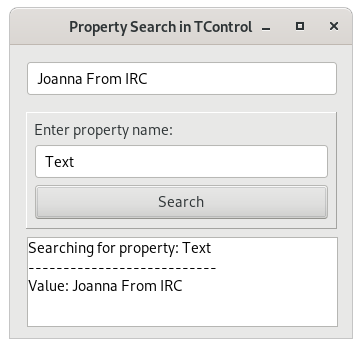 Property Search in TControl
Joanna From IRC
Enter property name:
Text
Search
Searching for property: Text
---------------------------
Value: Joanna From IRC